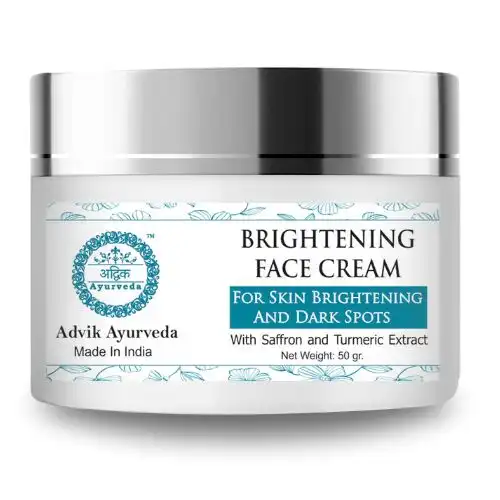 अद्विक
Ayurveda
TM
Advik Ayurveda
Made In India
BRIGHTENING
FACE CREAM
FOR SKIN BRIGHTENING
AND DARK SPOTS
With Saffron and Turmeric Extract
Net Weight: 50 gr.